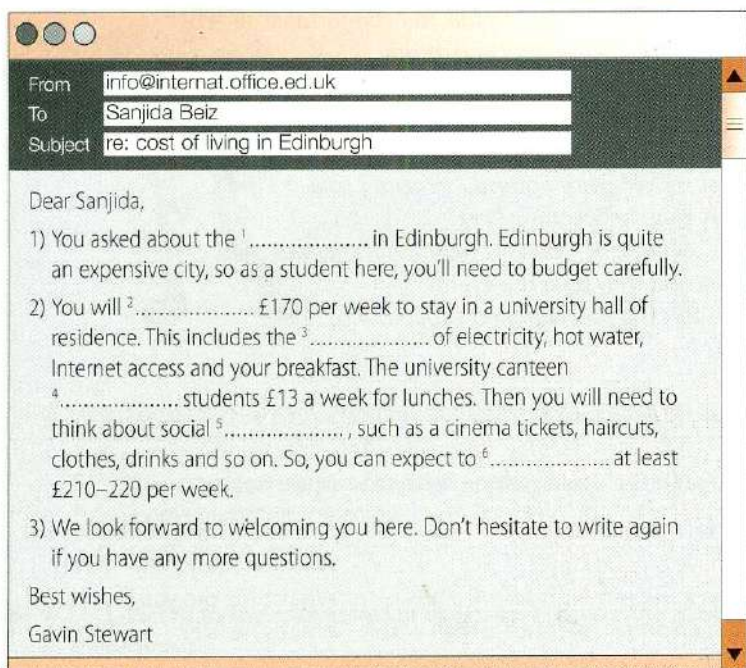 From info@internat.office.ed.uk
To Sanjida Beiz
Subject re: cost of living in Edinburgh
Dear Sanjida,
1) You asked about the 1.................... in Edinburgh. Edinburgh is quite
an expensive city, so as a student here, you'll need to budget carefully.
2) You will 2.................... £170 per week to stay in a university hall of
residence. This includes the 3.................... of electricity, hot water,
Internet access and your breakfast. The university canteen
4.................... students £13 a week for lunches. Then you will need to
think about social 5...................., such as a cinema tickets, haircuts,
clothes, drinks and so on. So, you can expect to 6.................... at least
£210–220 per week.
3) We look forward to welcoming you here. Don't hesitate to write again
if you have any more questions.
Best wishes,
Gavin Stewart